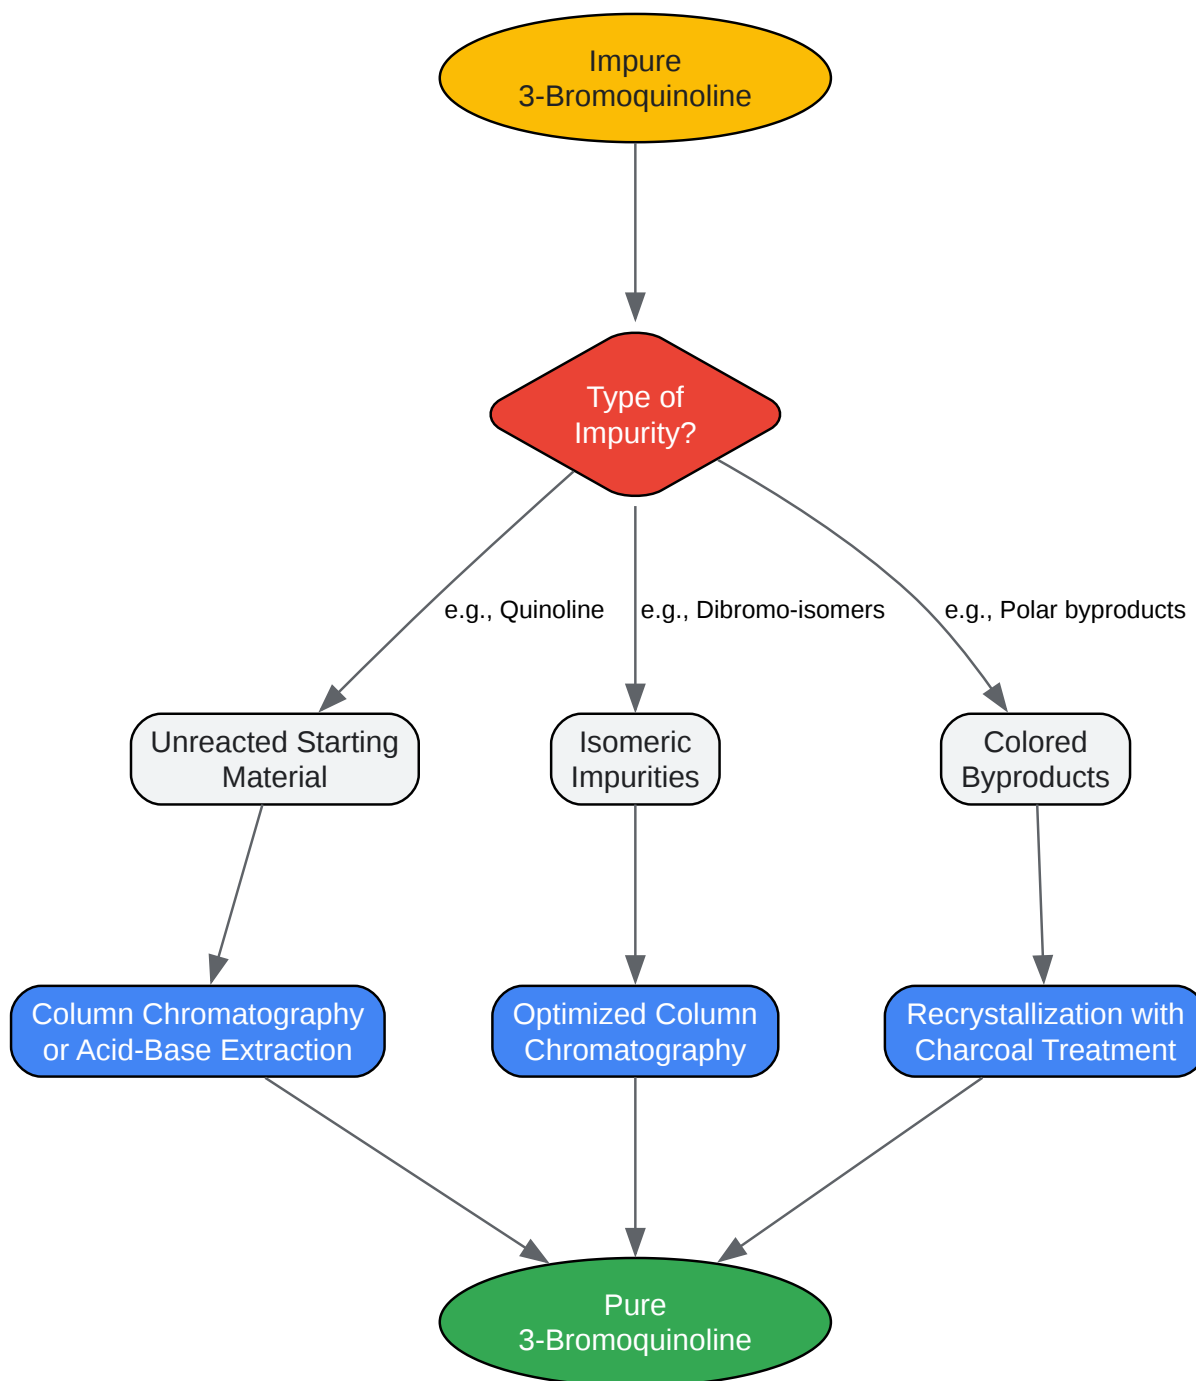 Impure
3-Bromoquinoline
Type of
Impurity?
e.g., Quinoline
e.g., Dibromo-isomers
e.g., Polar byproducts
Unreacted Starting
Material
Isomeric
Impurities
Colored
Byproducts
Column Chromatography
or Acid-Base Extraction
Optimized Column
Chromatography
Recrystallization with
Charcoal Treatment
Pure
3-Bromoquinoline